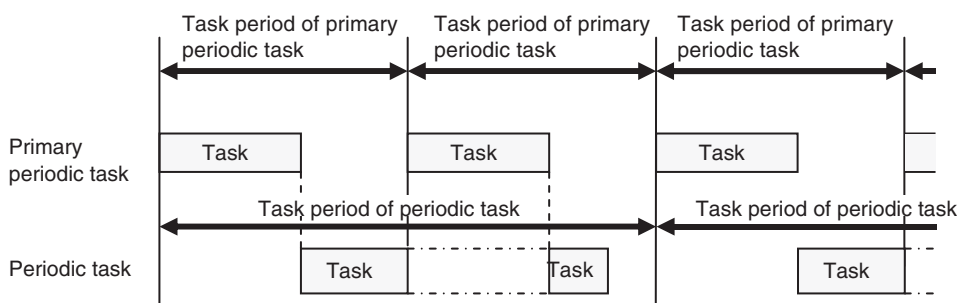 Task period of primary
periodic task
Task period of primary
periodic task
Task period of primary
periodic task
Primary
periodic task
Task
Task
Task
Task period of periodic task
Task period of periodic task
Periodic task
Task
Task
Task